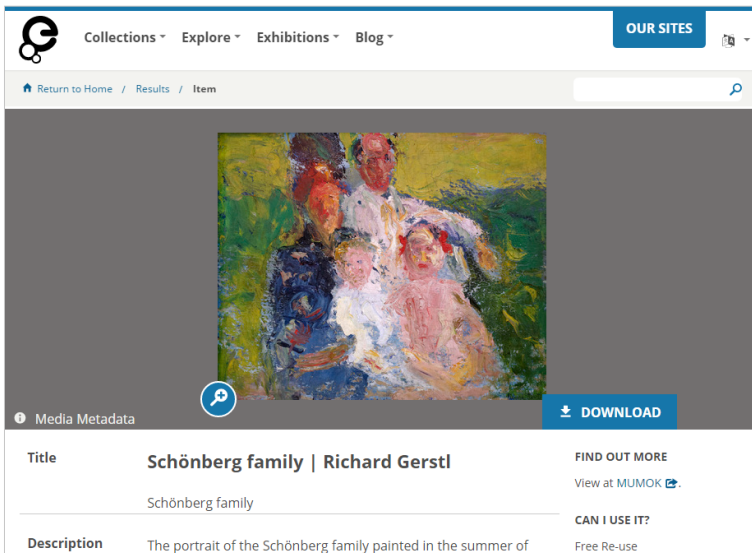 Collections Explore Exhibitions Blog OUR SITES
Return to Home / Results / Item
Media Metadata
DOWNLOAD
Title Schönberg family | Richard Gerstl
Schönberg family
Description The portrait of the Schönberg family painted in the summer of
FIND OUT MORE
View at MUMOK.
CAN I USE IT?
Free Re-use